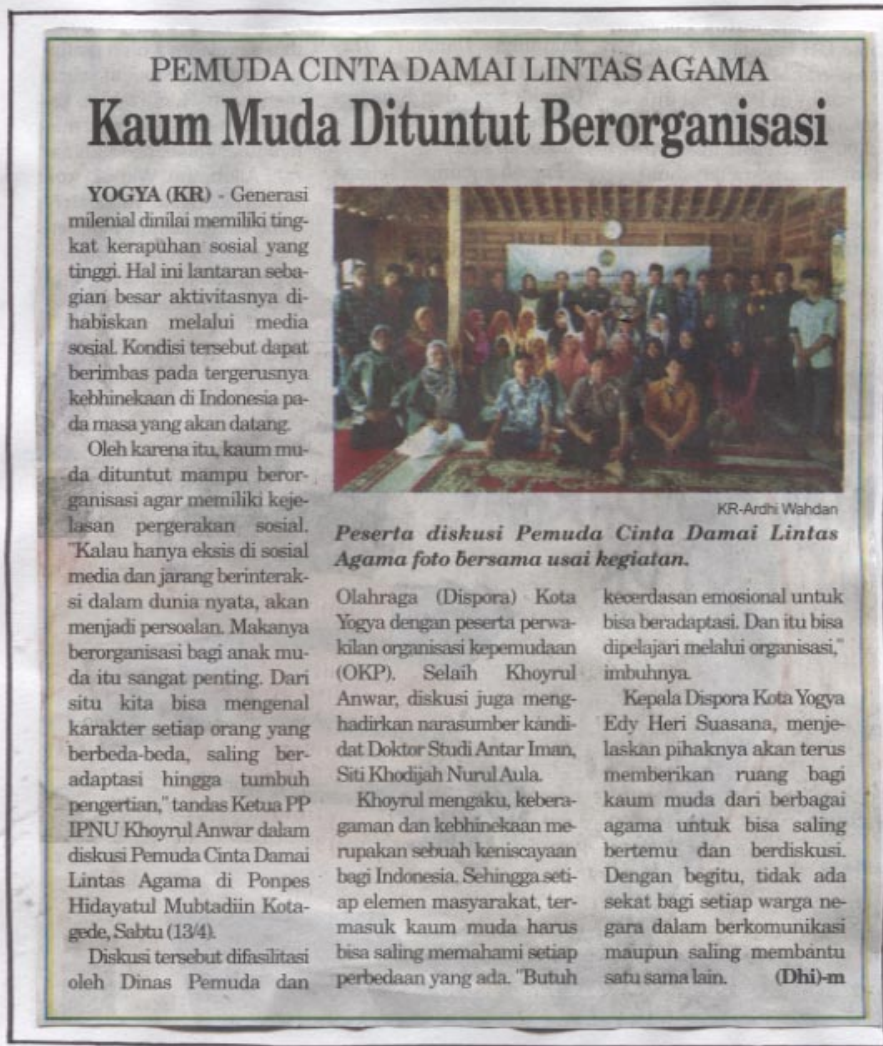 PEMUDA CINTA DAMAI LINTAS AGAMA
Kaum Muda Dituntut Berorganisasi
YOGYA (KR) - Generasi
milenial dinilai memiliki ting-
kat kerapuhan sosial yang
tinggi. Hal ini lantaran seba-
gian besar aktivitasnya di-
habiskan melalui media
sosial. Kondisi tersebut dapat
berimbas pada tergerusnya
kebhinekaan di Indonesia pa-
da masa yang akan datang.
Oleh karena itu, kaum mu-
da dituntut mampu beror-
ganisasi agar memiliki keje-
lasan pergerakan sosial.
"Kalau hanya eksis di sosial
media dan jarang berinterak-
si dalam dunia nyata, akan
menjadi persoalan. Makanya
berorganisasi bagi anak mu-
da itu sangat penting. Dari
situ kita bisa mengenal
karakter setiap orang yang
berbeda-beda, saling ber-
adaptasi hingga tumbuh
pengertian," tandas Ketua PP
IPNU Khoyrul Anwar dalam
diskusi Pemuda Cinta Damai
Lintas Agama di Ponpes
Hidayatul Mubtadiin Kota-
gede, Sabtu (13/4).
Diskusi tersebut difasilitasi
oleh Dinas Pemuda dan
KR-Ardhi Wahdan
Peserta diskusi Pemuda Cinta Damai Lintas
Agama foto bersama usai kegiatan.
Olahraga (Dispora) Kota
Yogya dengan peserta perwa-
kilan organisasi kepemudaan
(OKP). Selaih Khoyrul
Anwar, diskusi juga meng-
hadirkan narasumber kandi-
dat Doktor Studi Antar Iman,
Siti Khodijah Nurul Aula.
Khoyrul mengaku, kebera-
gaman dan kebhinekaan me-
rupakan sebuah keniscayaan
bagi Indonesia. Sehingga seti-
ap elemen masyarakat, ter-
masuk kaum muda harus
bisa saling memahami setiap
perbedaan yang ada. "Butuh
kecerdasan emosional untuk
bisa beradaptasi. Dan itu bisa
dipelajari melalui organisasi,"
imbuhnya.
Kepala Dispora Kota Yogya
Edy Heri Suasana, menje-
laskan pihaknya akan terus
memberikan ruang bagi
kaum muda dari berbagai
agama untuk bisa saling
bertemu dan berdiskusi.
Dengan begitu, tidak ada
sekat bagi setiap warga ne-
gara dalam berkomunikasi
maupun saling membantu
satu sama lain. (Dhi)-m